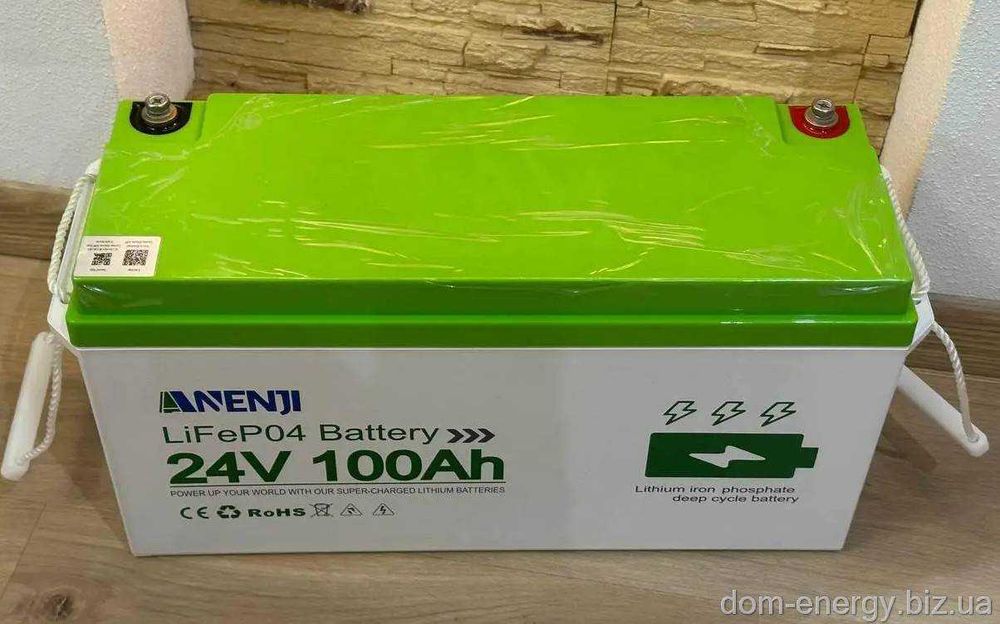 ANENJI
LiFeP04 Battery
24V 100Ah
POWER UP YOUR WORLD WITH OUR SUPER-CHARGED LITHIUM BATTERIES
CE RoHS
Lithium iron phosphate
deep cycle battery
dom-energy.biz.ua